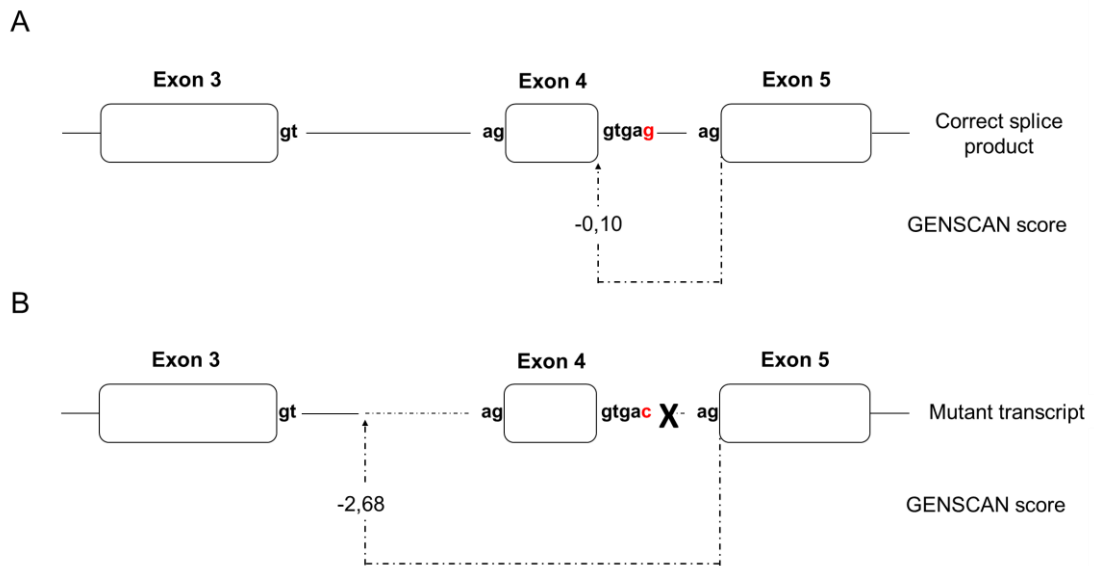 A
Exon 3
Exon 4
Exon 5
gt
ag
gtgag
ag
Correct splice
product
-0,10
GENSCAN score
B
Exon 3
Exon 4
Exon 5
gt
ag
gtgac
X
ag
Mutant transcript
-2,68
GENSCAN score